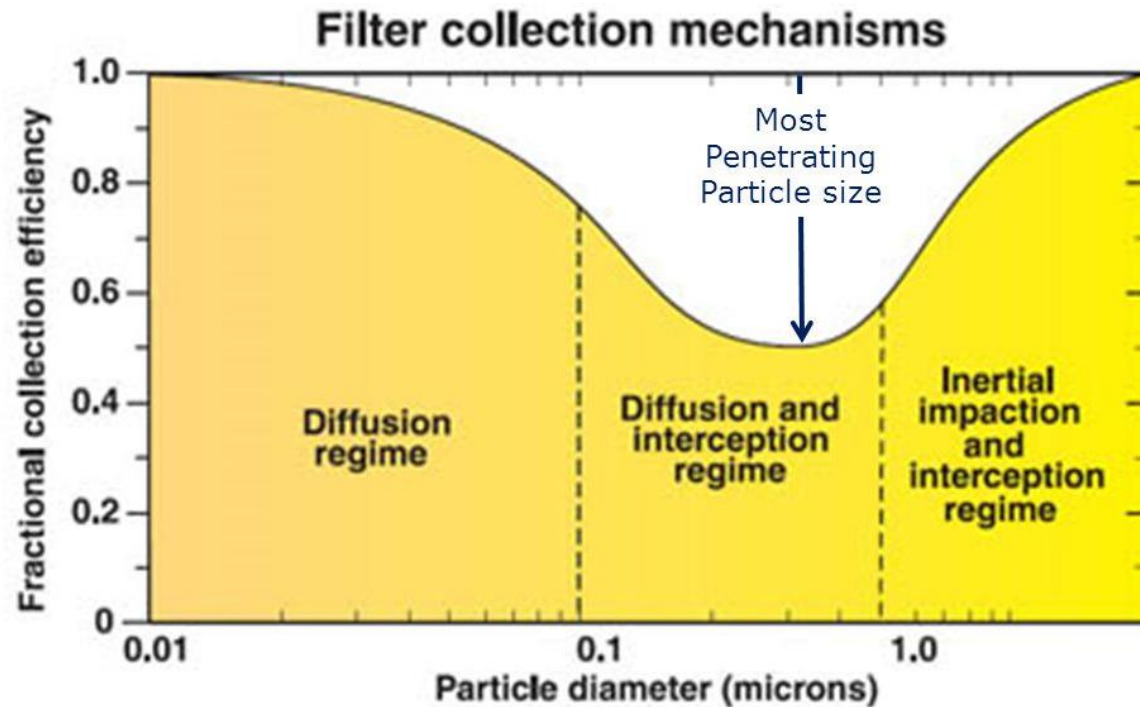 Filter collection mechanisms
Fractional collection efficiency
1.0
0.8
0.6
0.4
0.2
0
Most
Penetrating
Particle size
Diffusion
regime
Diffusion and
interception
regime
Inertial
impaction
and
interception
regime
0.01
0.1
1.0
Particle diameter (microns)